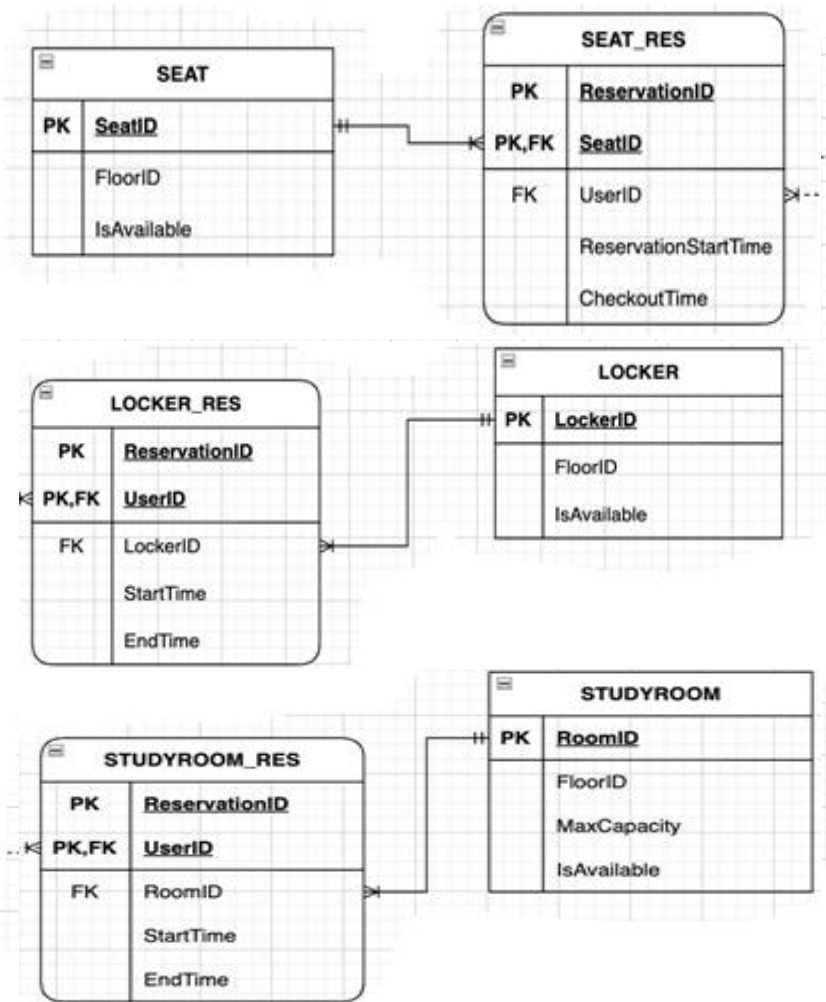 SEAT
PK SeatID
FloorID
IsAvailable
SEAT_RES
PK ReservationID
PK,FK SeatID
FK UserID
ReservationStartTime
CheckoutTime
LOCKER_RES
PK ReservationID
PK,FK UserID
FK LockerID
StartTime
EndTime
LOCKER
PK LockerID
FloorID
IsAvailable
STUDYROOM_RES
PK ReservationID
PK,FK UserID
FK RoomID
StartTime
EndTime
STUDYROOM
PK RoomID
FloorID
MaxCapacity
IsAvailable